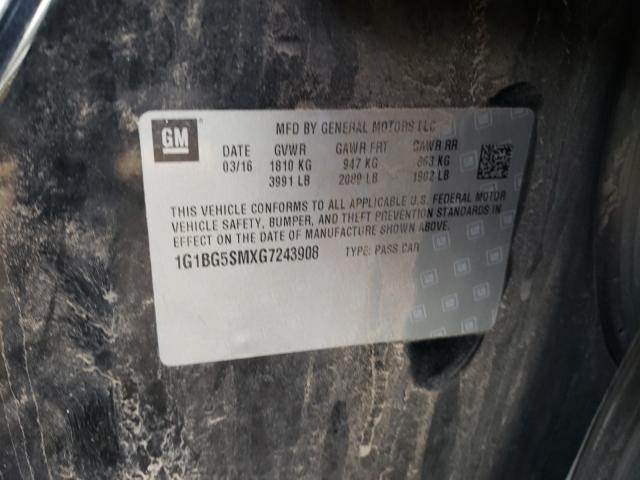 GM
MFD BY GENERAL MOTORS LLC
DATE GVWR GAWR FRT GAWR RR
03/16 1810 KG 947 KG 863 KG
3991 LB 2089 LB 1902 LB
THIS VEHICLE CONFORMS TO ALL APPLICABLE U.S. FEDERAL MOTOR
VEHICLE SAFETY, BUMPER, AND THEFT PREVENTION STANDARDS IN
EFFECT ON THE DATE OF MANUFACTURE SHOWN ABOVE.
1G1BG5SMXG7243908 TYPE: PASS CAR